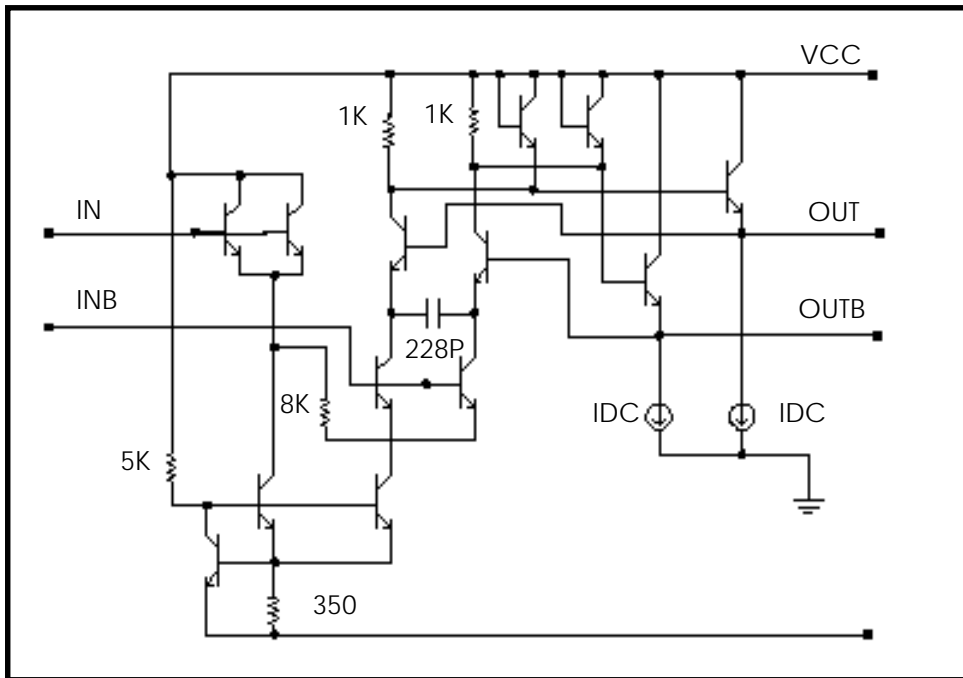 VCC
1K
1K
IN
OUT
INB
OUTB
228P
8K
IDC
IDC
5K
350